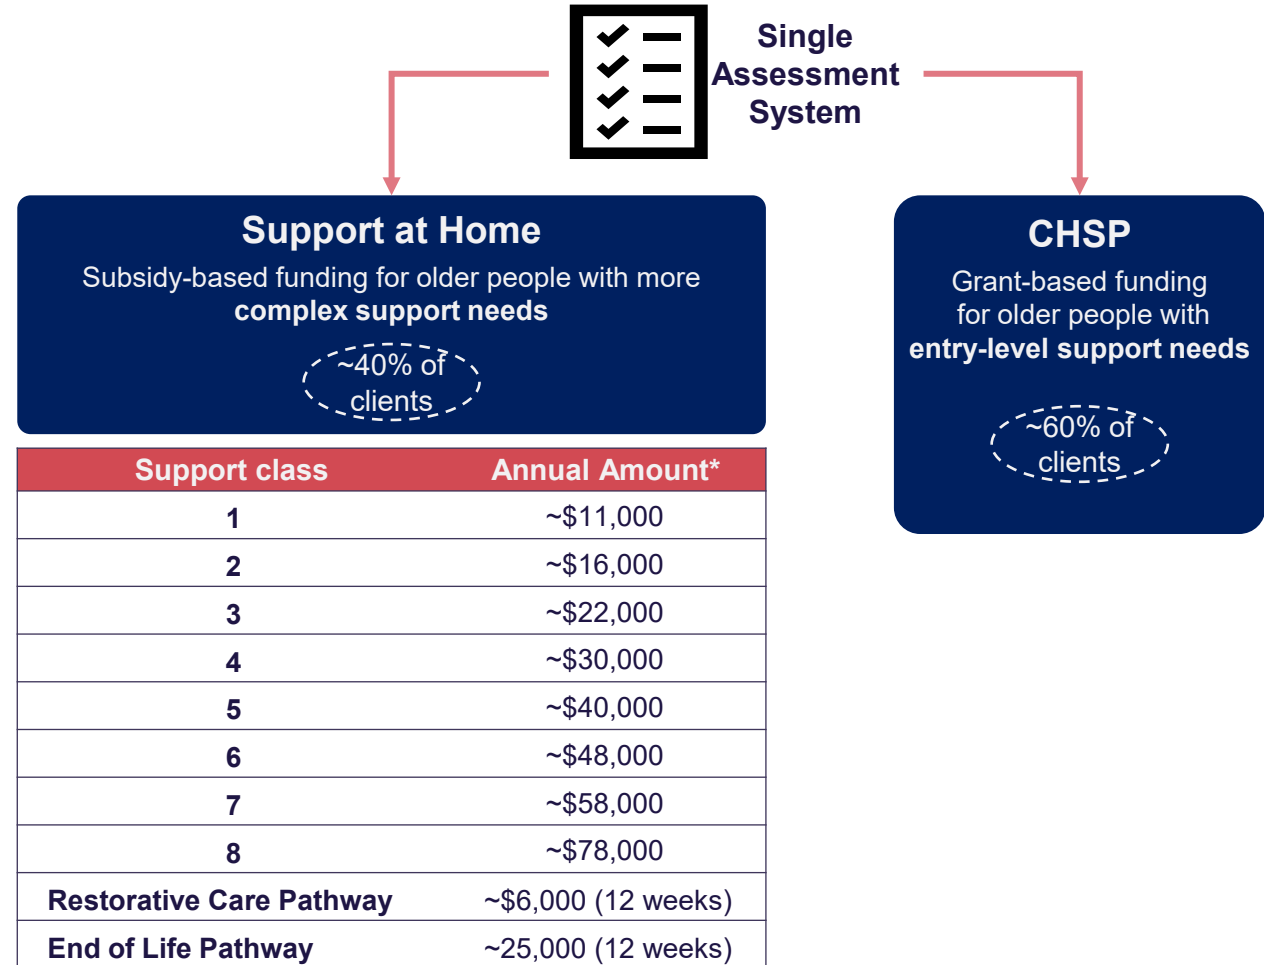 Single
Assessment
System
Support at Home
Subsidy-based funding for older people with more
complex support needs
~40% of
clients
CHSP
Grant-based funding
for older people with
entry-level support needs
~60% of
clients
Support class Annual Amount*
1 ~$11,000
2 ~$16,000
3 ~$22,000
4 ~$30,000
5 ~$40,000
6 ~$48,000
7 ~$58,000
8 ~$78,000
Restorative Care Pathway ~$6,000 (12 weeks)
End of Life Pathway ~25,000 (12 weeks)